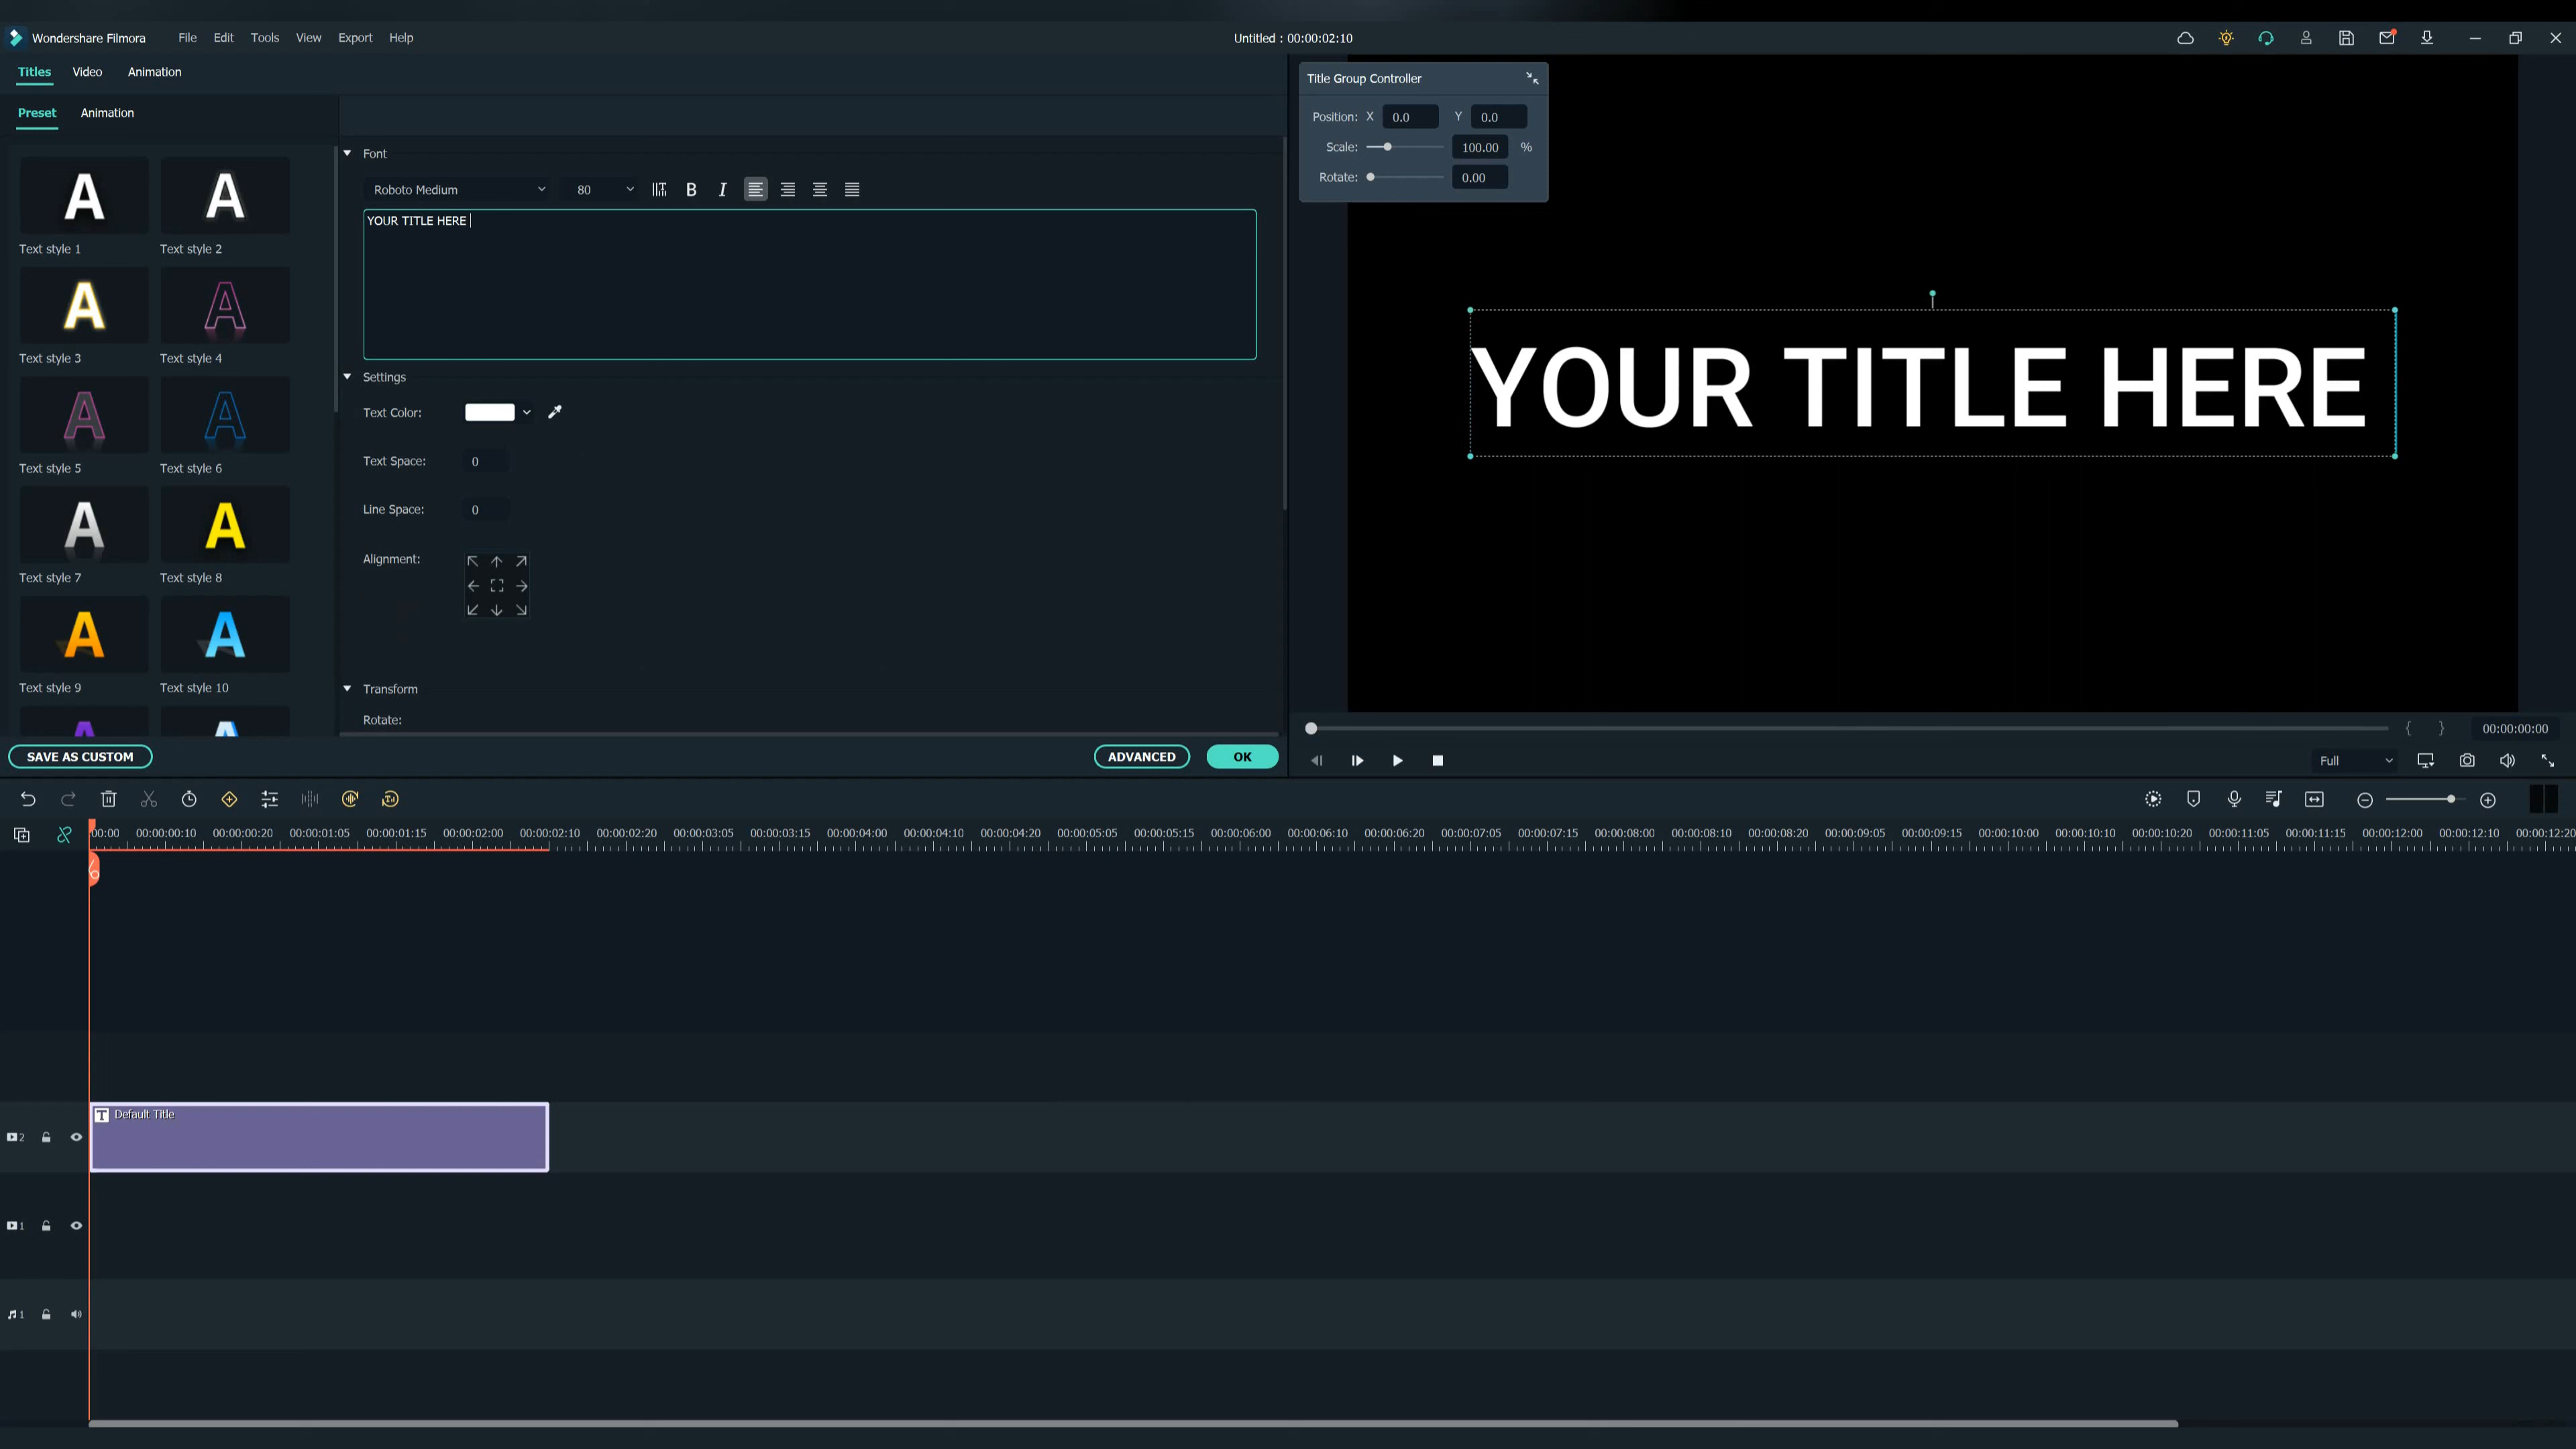 Wondershare Filmora File Edit Tools View Export Help Untitled : 00:00:02:10
Titles Video Animation
Preset Animation
Text style 1 Text style 2
Text style 3 Text style 4
Text style 5 Text style 6
Text style 7 Text style 8
Text style 9 Text style 10
Font
Roboto Medium 80 B I
YOUR TITLE HERE
Settings
Text Color:
Text Space: 0
Line Space: 0
Alignment:
Transform
Rotate:
SAVE AS CUSTOM ADVANCED OK
Title Group Controller
Position: X 0.0 Y 0.0
Scale: 100.00 %
Rotate: 0.00
YOUR TITLE HERE
{ } 00:00:00:00
Full
00:00 00:00:00:10 00:00:00:20 00:00:01:05 00:00:01:15 00:00:02:00 00:00:02:10 00:00:02:20 00:00:03:05 00:00:03:15 00:00:04:00 00:00:04:10 00:00:04:20 00:00:05:05 00:00:05:15 00:00:06:00 00:00:06:10 00:00:06:20 00:00:07:05 00:00:07:15 00:00:08:00 00:00:08:10 00:00:08:20 00:00:09:05 00:00:09:15 00:00:10:00 00:00:10:10 00:00:10:20 00:00:11:05 00:00:11:15 00:00:12:00 00:00:12:10 00:00:12:20
T Default Title
2
1
1